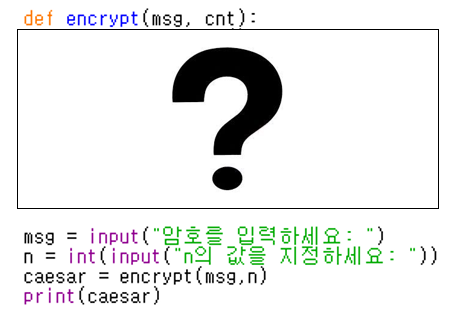 def encrypt(msg, cnt):
?
msg = input("암호를 입력하세요: ")
n = int(input("n의 값을 지정하세요: "))
caesar = encrypt(msg,n)
print(caesar)